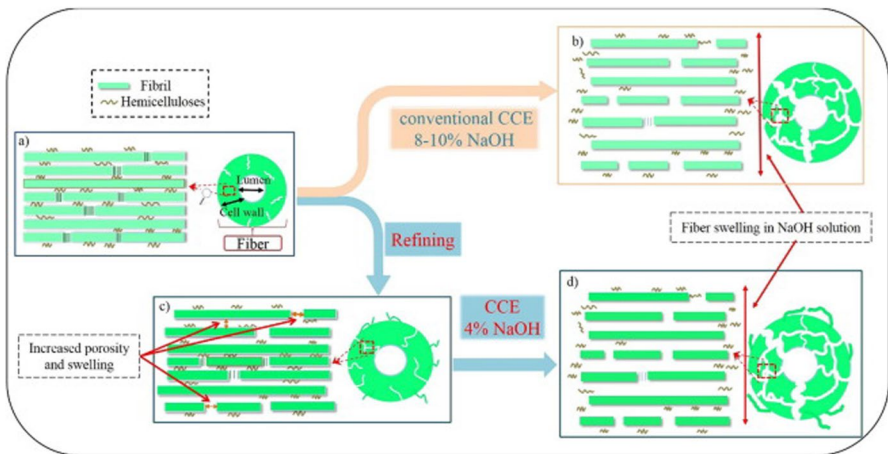 Fibril
Hemicelluloses
a)
Lumen
Cell wall
Fiber
conventional CCE
8-10% NaOH
b)
Refining
Fiber swelling in NaOH solution
c)
Increased porosity
and swelling
CCE
4% NaOH
d)